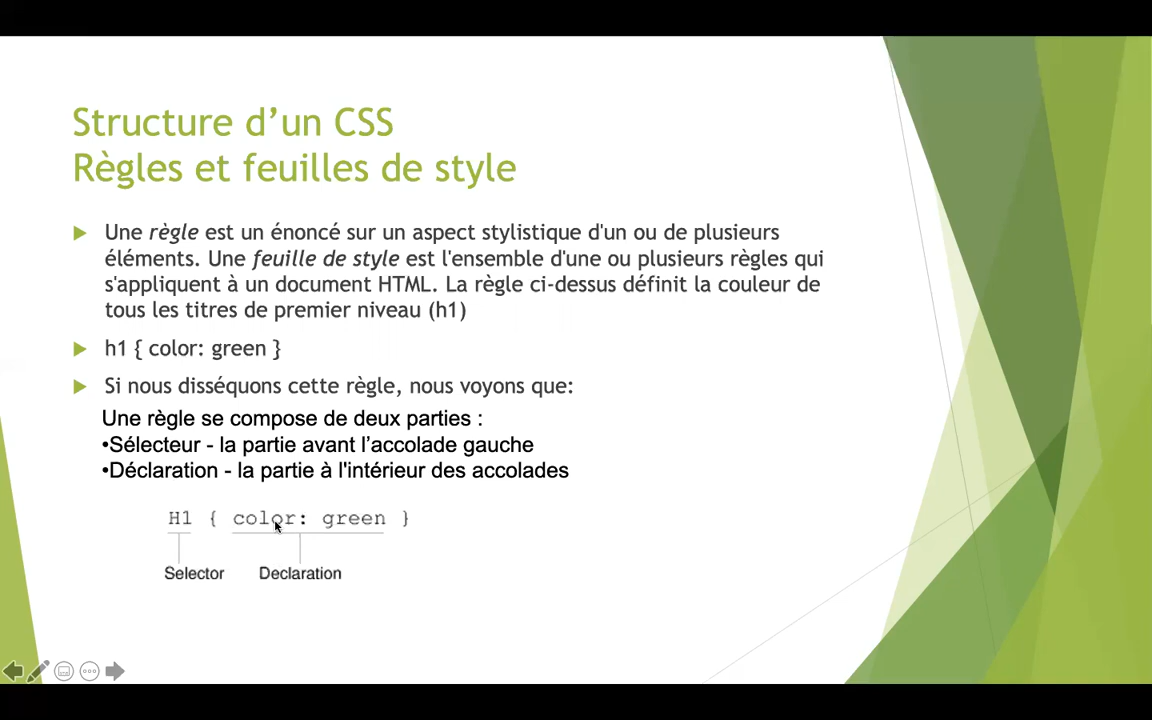 Structure d’un CSS
Règles et feuilles de style
Une règle est un énoncé sur un aspect stylistique d'un ou de plusieurs
éléments. Une feuille de style est l'ensemble d'une ou plusieurs règles qui
s'appliquent à un document HTML. La règle ci-dessus définit la couleur de
tous les titres de premier niveau (h1)
h1 { color: green }
Si nous disséquons cette règle, nous voyons que:
Une règle se compose de deux parties :
•Sélecteur - la partie avant l’accolade gauche
•Déclaration - la partie à l'intérieur des accolades
H1 { color: green }
Selector Declaration